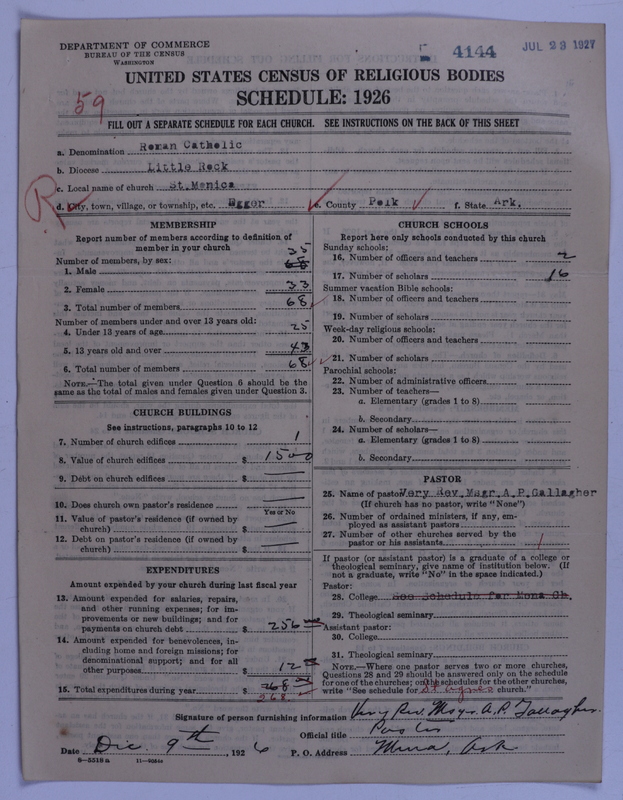 DEPARTMENT OF COMMERCE
BUREAU OF THE CENSUS
WASHINGTON
4144
JUL 23 1927
UNITED STATES CENSUS OF RELIGIOUS BODIES
SCHEDULE: 1926
59
FILL OUT A SEPARATE SCHEDULE FOR EACH CHURCH. SEE INSTRUCTIONS ON THE BACK OF THIS SHEET
a. Denomination Roman Catholic
b. Diocese Little Rock
c. Local name of church St.Monica
R
d. City, town, village, or township, etc. Egger e. County Polk f. State Ark.
MEMBERSHIP
Report number of members according to definition of
member in your church
Number of members, by sex:
35
1. Male 68
2. Female 33
3. Total number of members 68
Number of members under and over 13 years old:
4. Under 13 years of age 25
5. 13 years old and over 43
6. Total number of members 68
NOTE.—The total given under Question 6 should be the
same as the total of males and females given under Question 3.
CHURCH BUILDINGS
See instructions, paragraphs 10 to 12
7. Number of church edifices 1
8. Value of church edifices $ 1500
9. Debt on church edifices $
10. Does church own pastor's residence
Yes or No
11. Value of pastor's residence (if owned by
church) $
12. Debt on pastor's residence (if owned by
church) $
EXPENDITURES
Amount expended by your church during last fiscal year
13. Amount expended for salaries, repairs,
and other running expenses; for im-
provements or new buildings; and for
payments on church debt $ 256
14. Amount expended for benevolences, in-
cluding home and foreign missions; for
denominational support; and for all
other purposes $ 12
15. Total expenditures during year $ 268
268
CHURCH SCHOOLS
Report here only schools conducted by this church
Sunday schools:
16. Number of officers and teachers 2
17. Number of scholars 16
Summer vacation Bible schools:
18. Number of officers and teachers
19. Number of scholars
Week-day religious schools:
20. Number of officers and teachers
21. Number of scholars
Parochial schools:
22. Number of administrative officers
23. Number of teachers—
a. Elementary (grades 1 to 8)
b. Secondary
24. Number of scholars—
a. Elementary (grades 1 to 8)
b. Secondary
PASTOR
25. Name of pastor Very Rev.Msgr.A.P.Gallagher
(If church has no pastor, write "None")
26. Number of ordained ministers, if any, em-
ployed as assistant pastors
27. Number of other churches served by the
pastor or his assistants 1
If pastor (or assistant pastor) is a graduate of a college or
theological seminary, give name of institution below. (If
not a graduate, write "No" in the space indicated.)
Pastor:
28. College See Schedule for Mena Ch.
29. Theological seminary
Assistant pastor:
30. College
31. Theological seminary
NOTE.—Where one pastor serves two or more churches,
Questions 28 and 29 should be answered only on the schedule
for one of the churches; on the schedules for the other churches,
write "See schedule for St Agnes church."
Signature of person furnishing information Very Rev. Msgr. A.P. Gallagher
Official title Pastor
Date Dec. 9th, 1926 P. O. Address Mena, Ark
8—5518a 11—9024a